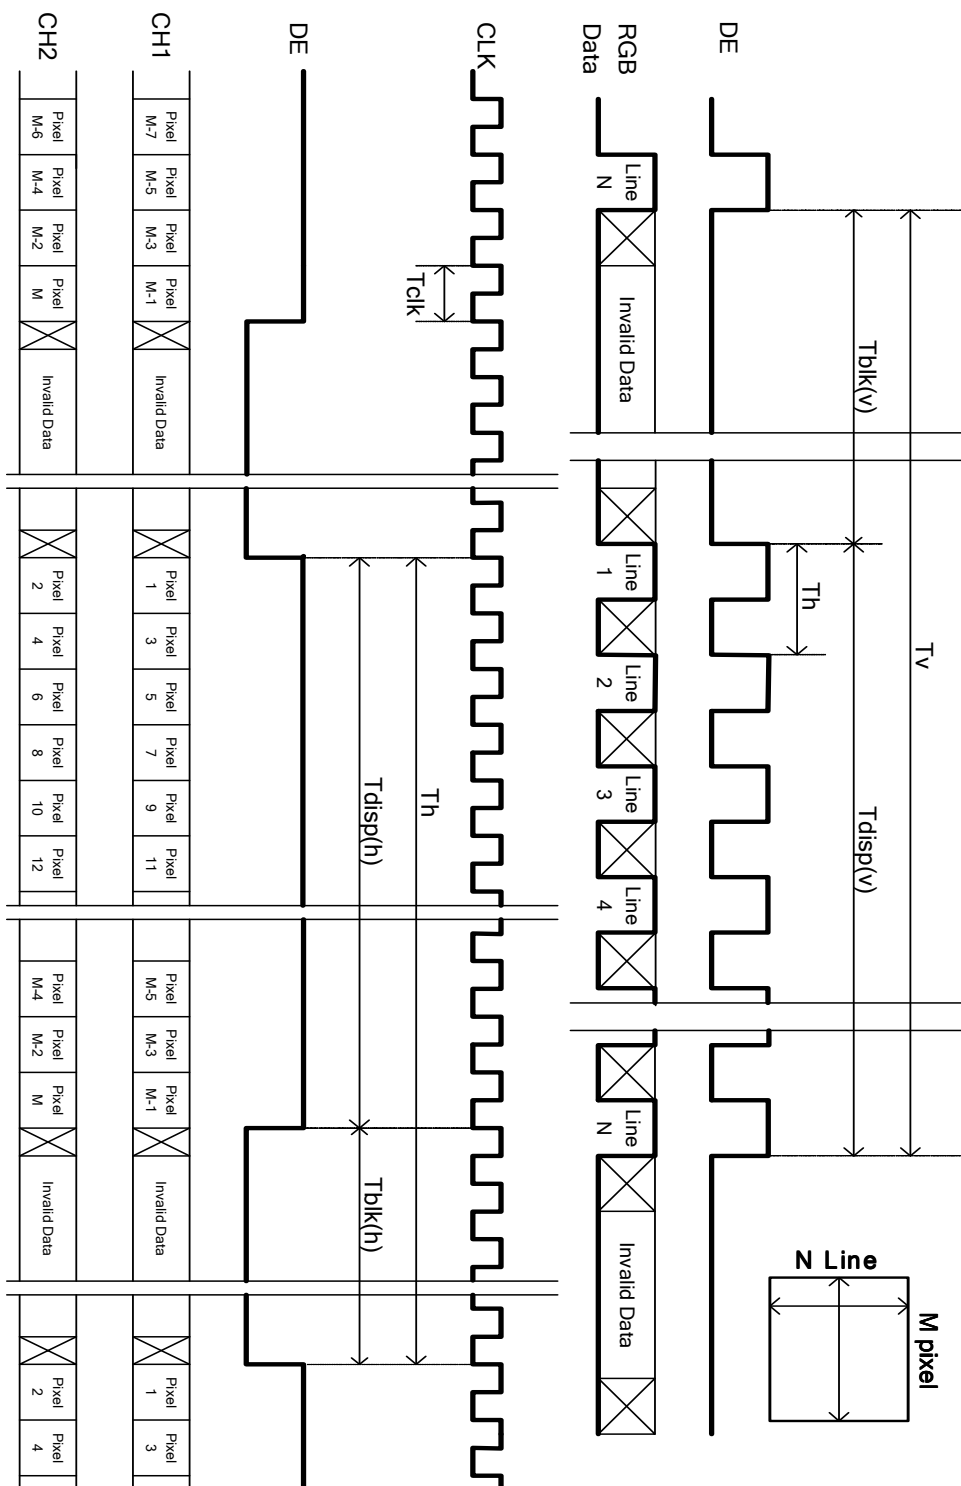 M pixel
N Line
Tv
Tblk(v)
Tdisp(v)
Th
DE
RGB
Data
Line
N
Invalid Data
Line
1
Line
2
Line
3
Line
4
Line
N
Invalid Data
CLK
Tclk
Th
Tdisp(h)
Tblk(h)
DE
CH1
Pixel
M-7
Pixel
M-5
Pixel
M-3
Pixel
M-1
Invalid Data
Pixel
1
Pixel
3
Pixel
5
Pixel
7
Pixel
9
Pixel
11
Pixel
M-5
Pixel
M-3
Pixel
M-1
Invalid Data
Pixel
1
Pixel
3
CH2
Pixel
M-6
Pixel
M-4
Pixel
M-2
Pixel
M
Invalid Data
Pixel
2
Pixel
4
Pixel
6
Pixel
8
Pixel
10
Pixel
12
Pixel
M-4
Pixel
M-2
Pixel
M
Invalid Data
Pixel
2
Pixel
4